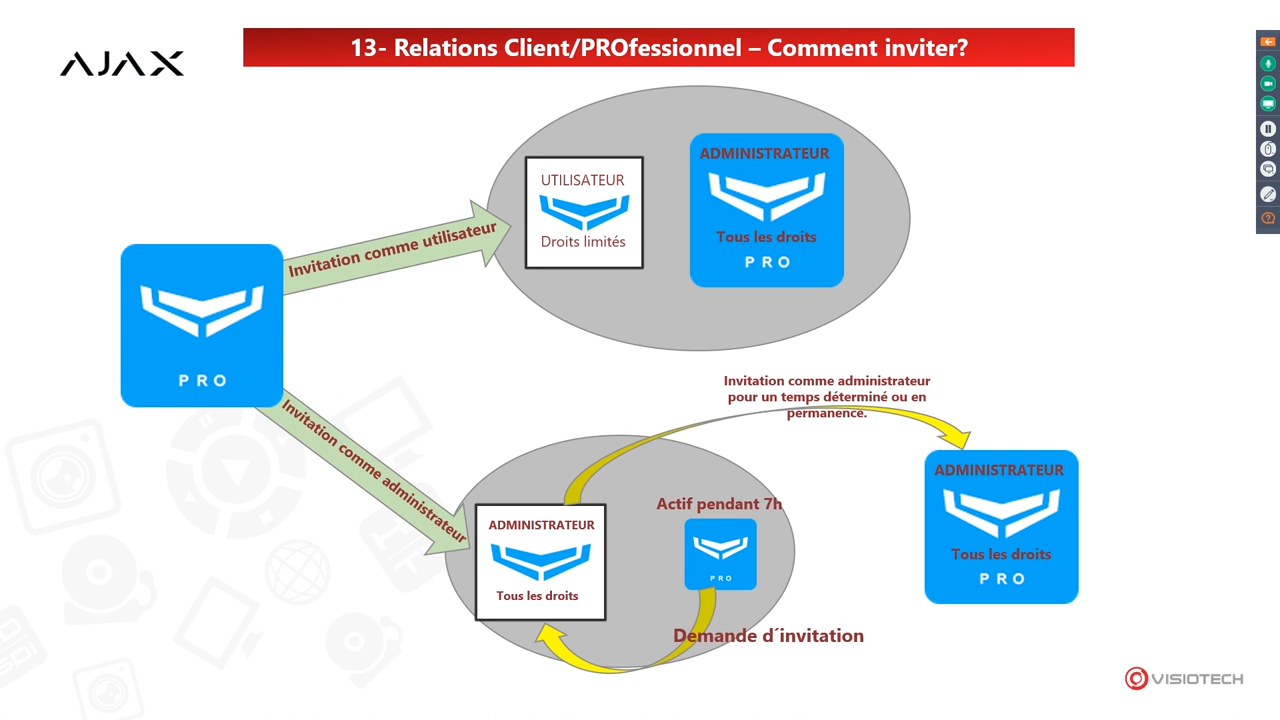 AJAX
13- Relations Client/PROfessionnel – Comment inviter?
UTILISATEUR
Droits limités
ADMINISTRATEUR
Tous les droits
PRO
Invitation comme utilisateur
PRO
Invitation comme administrateur
Invitation comme administrateur
pour un temps déterminé ou en
permanence.
ADMINISTRATEUR
Tous les droits
Actif pendant 7h
PRO
Demande d´invitation
ADMINISTRATEUR
Tous les droits
PRO
VISIOTECH